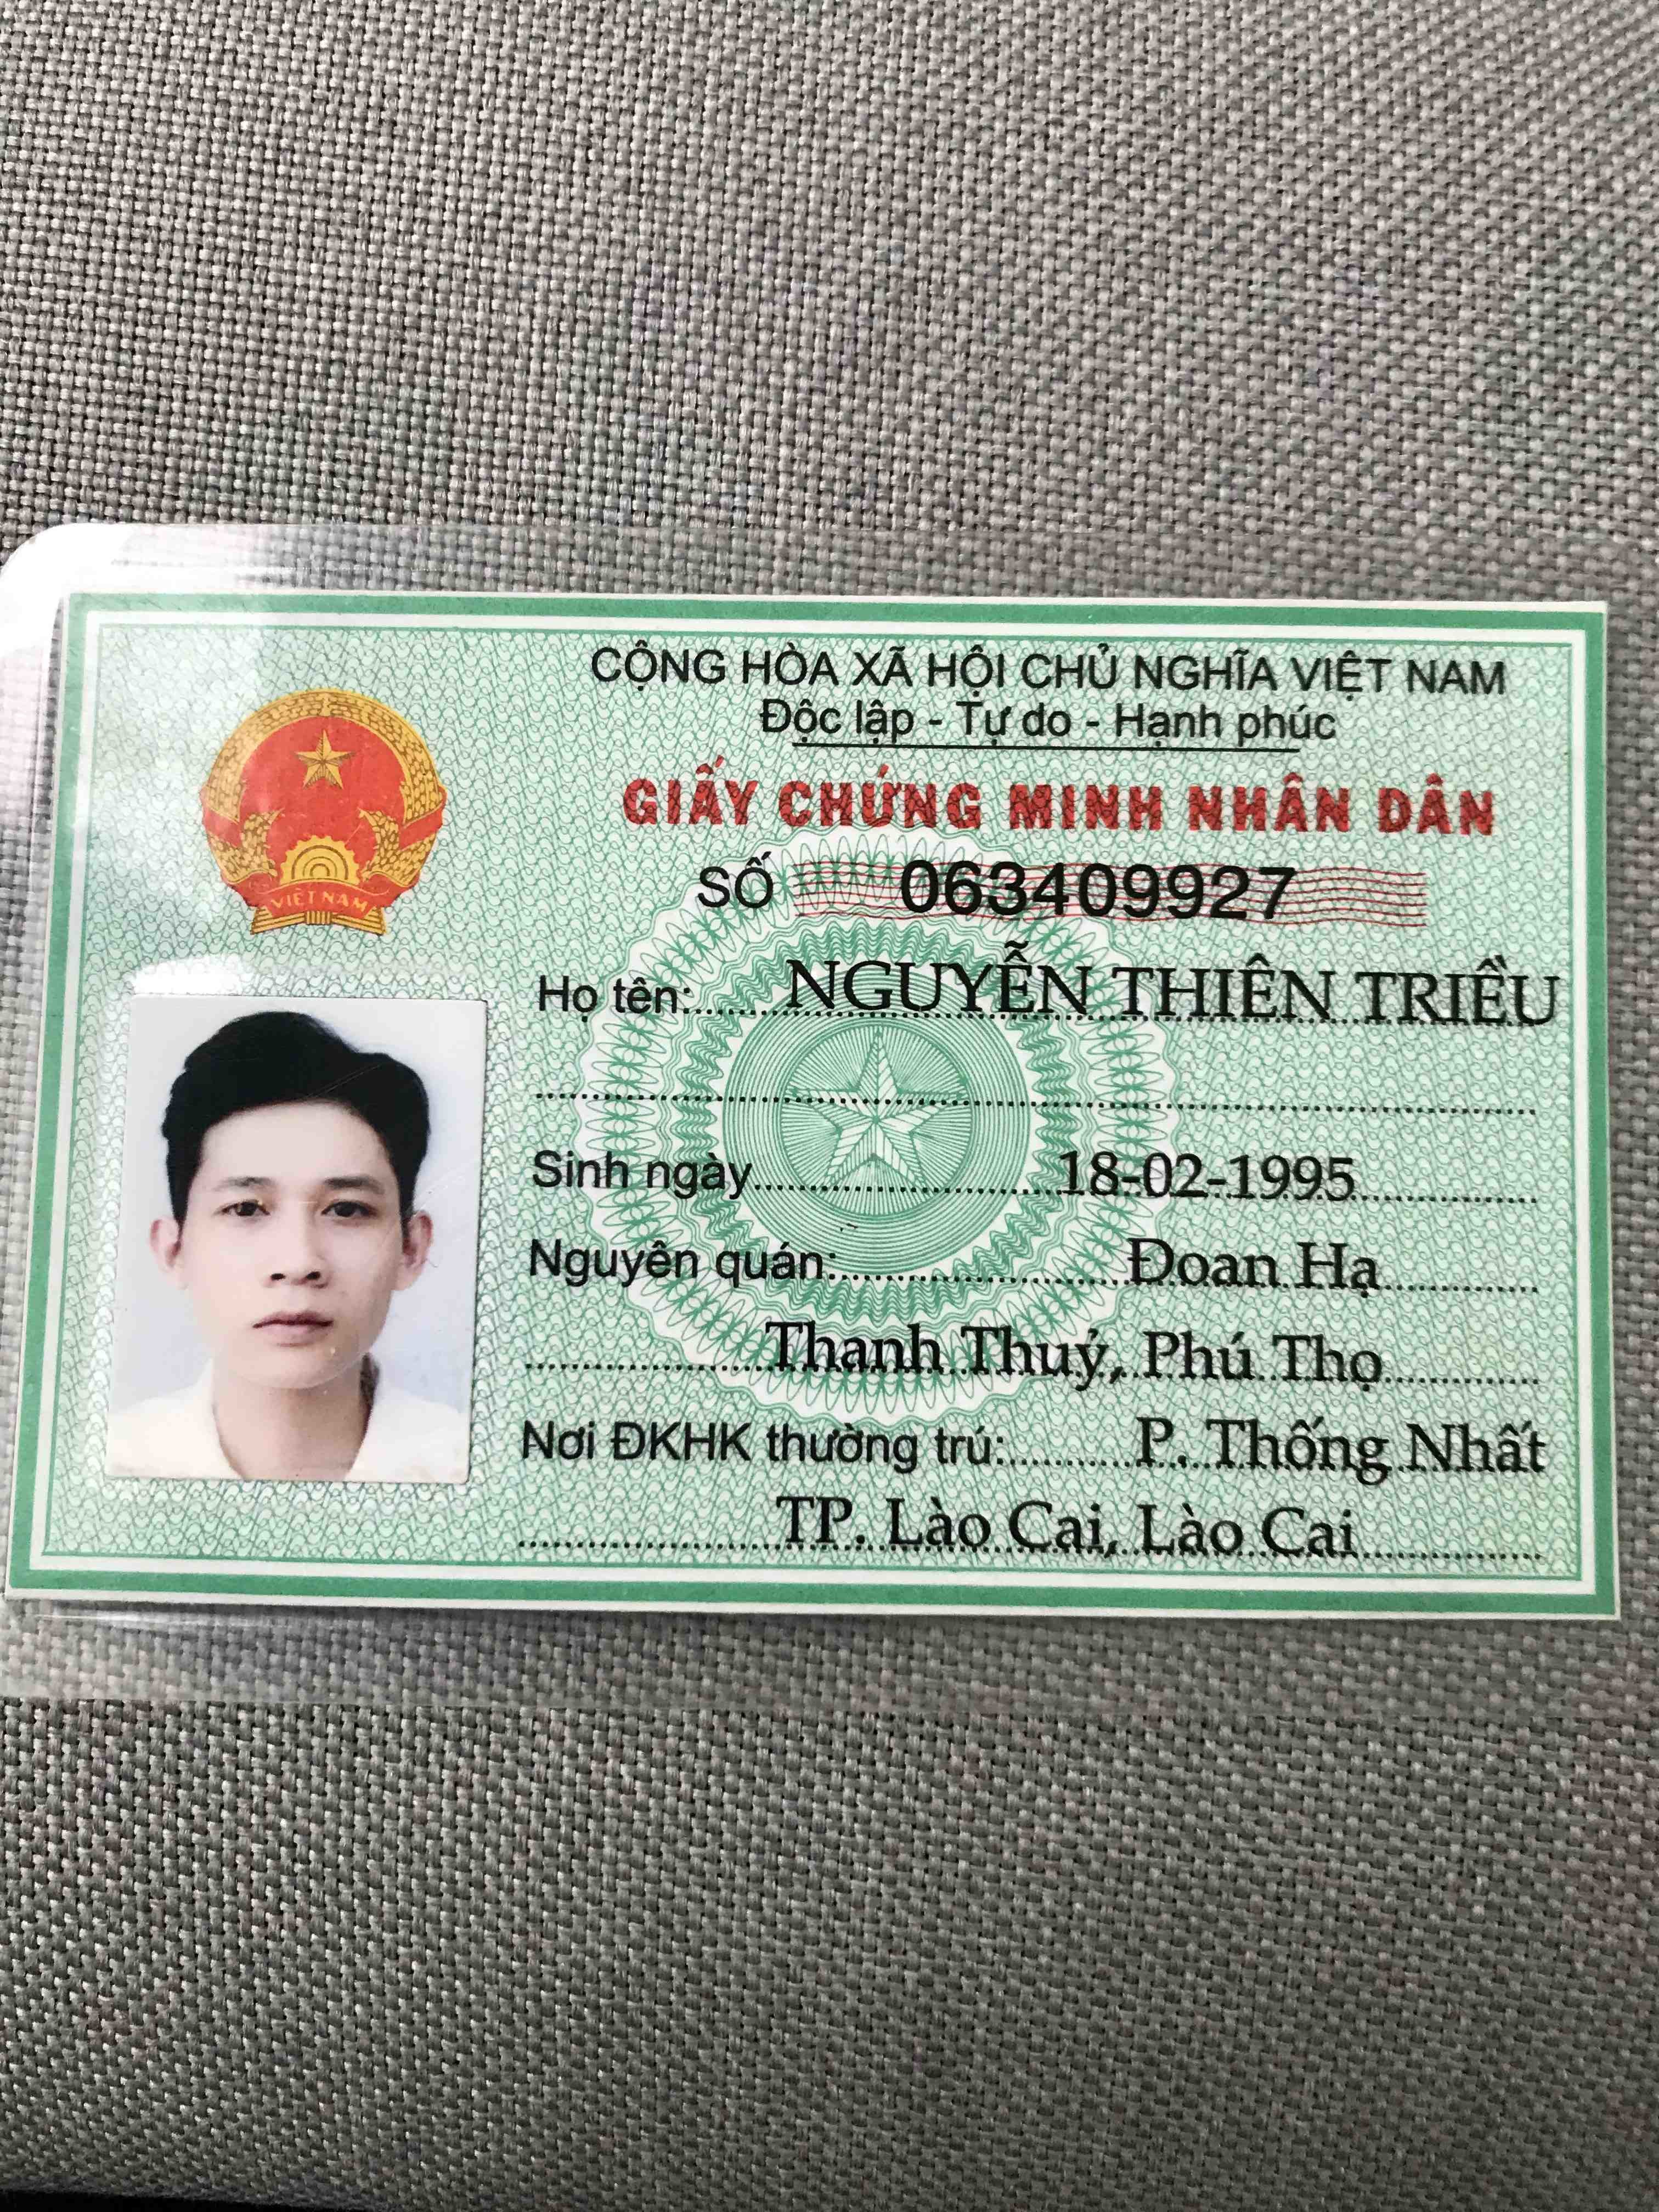 CỘNG HÒA XÃ HỘI CHỦ NGHĨA VIỆT NAM
Độc lập - Tự do - Hạnh phúc
GIẤY CHỨNG MINH NHÂN DÂN
SỐ 063409927
VIỆT NAM
Họ tên: NGUYỄN THIÊN TRIỀU
Sinh ngày 18-02-1995
Nguyên quán: Đoan Hạ
Thanh Thuỷ, Phú Thọ
Nơi ĐKHK thường trú: P. Thống Nhất
TP. Lào Cai, Lào Cai